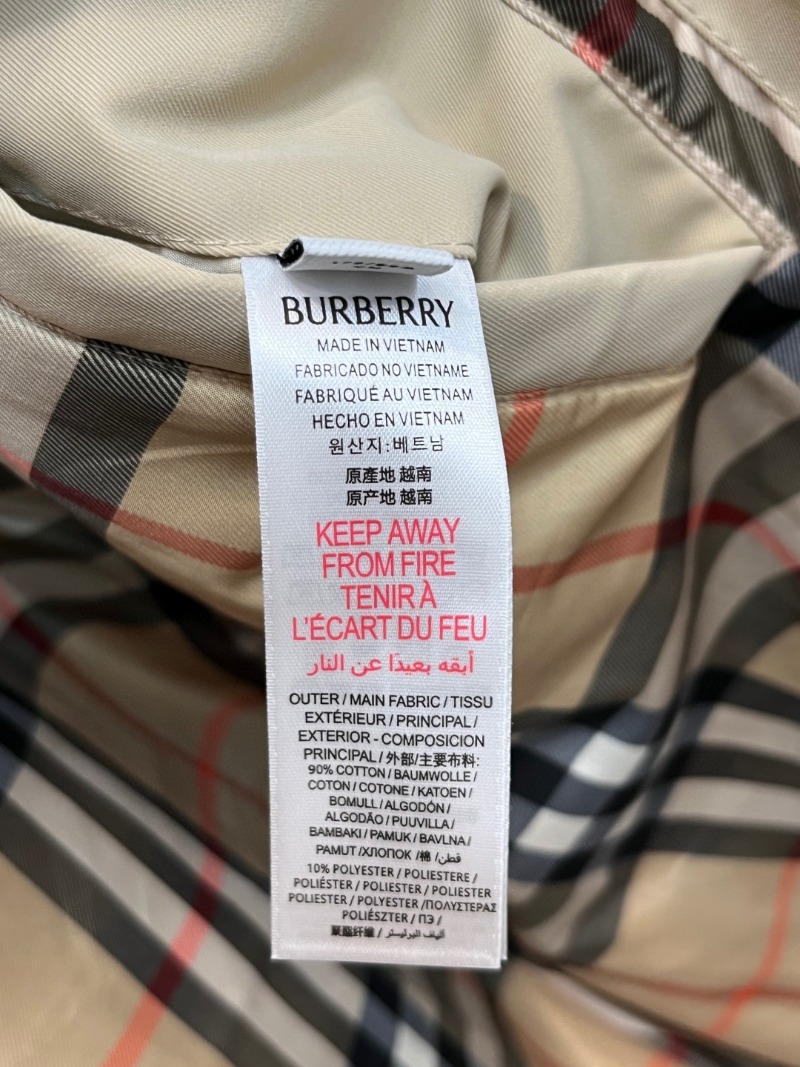 BURBERRY
MADE IN VIETNAM
FABRICADO NO VIETNAME
FABRIQUÉ AU VIETNAM
HECHO EN VIETNAM
원산지:베트남
原產地 越南
原产地 越南
KEEP AWAY
FROM FIRE
TENIR À
L'ÉCART DU FEU
أبقه بعيدًا عن النار
OUTER / MAIN FABRIC / TISSU
EXTÉRIEUR / PRINCIPAL /
EXTERIOR - COMPOSICION
PRINCIPAL / 外部/主要布料:
90% COTTON / BAUMWOLLE /
COTON / COTONE / KATOEN /
BOMULL / ALGODÓN /
ALGODÃO / PUUVILLA /
BAMBAKI / PAMUK / BAVLNA /
PAMUT /ХЛОПОК /棉 /قطن
10% POLYESTER / POLIESTERE /
POLIÉSTER / POLIESTER / POLIESTER
POLIESTER / POLYESTER /ΠΟΛΥΣΤΕΡΑΣ
POLIÉSZTER / ПЭ /
聚酯纤维 / ألياف البوليستر